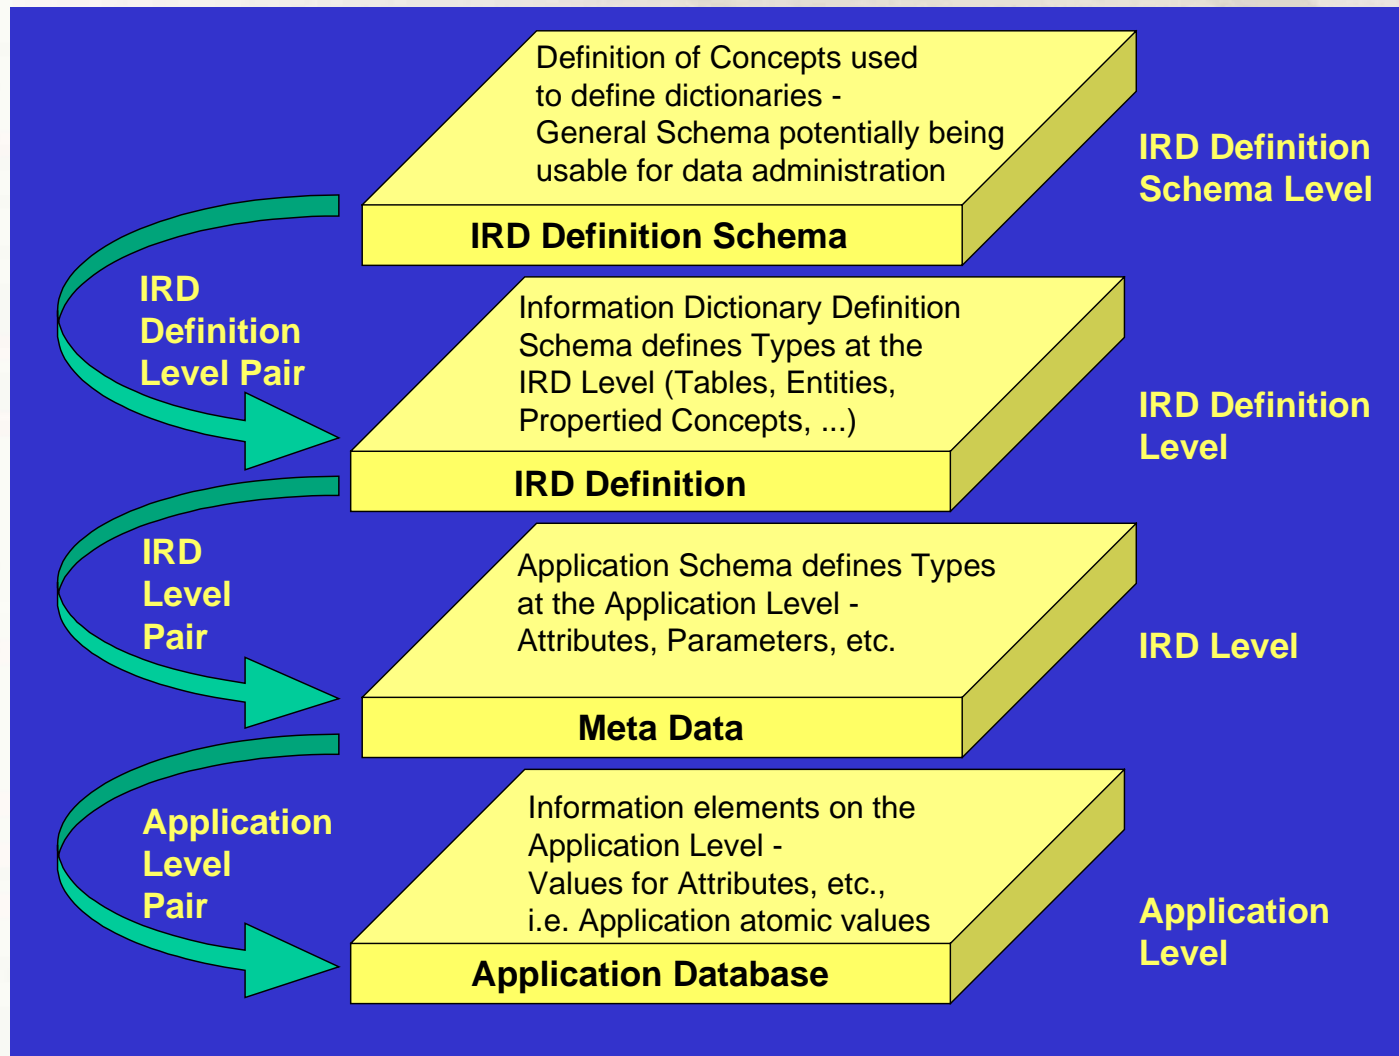 Definition of Concepts used
to define dictionaries -
General Schema potentially being
usable for data administration
IRD Definition Schema
IRD Definition
Schema Level
IRD
Definition
Level Pair
Information Dictionary Definition
Schema defines Types at the
IRD Level (Tables, Entities,
Propertied Concepts, ...)
IRD Definition
IRD Definition
Level
IRD
Level
Pair
Application Schema defines Types
at the Application Level -
Attributes, Parameters, etc.
Meta Data
IRD Level
Application
Level
Pair
Information elements on the
Application Level -
Values for Attributes, etc.,
i.e. Application atomic values
Application Database
Application
Level